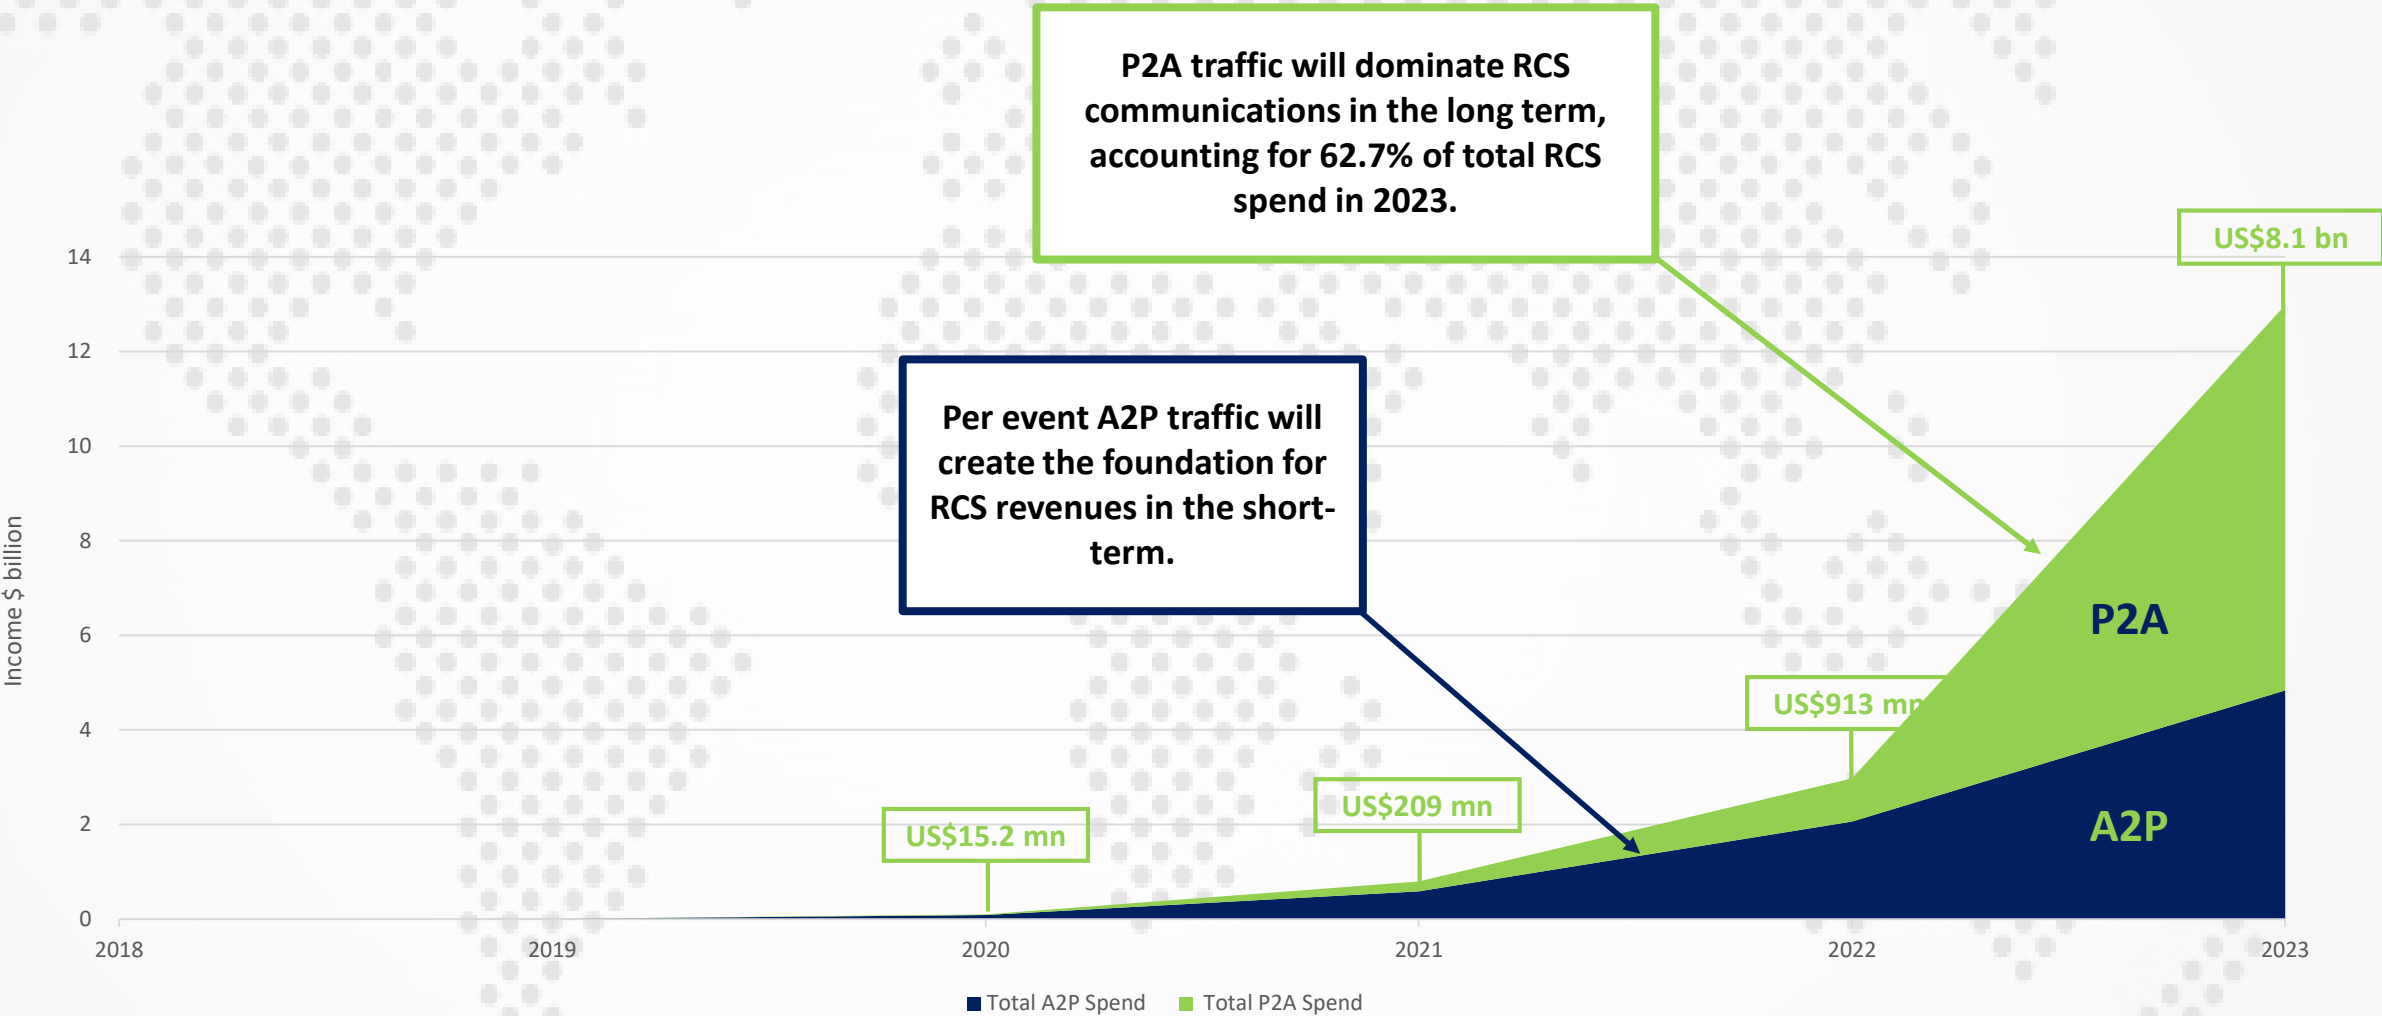 P2A traffic will dominate RCS
communications in the long term,
accounting for 62.7% of total RCS
spend in 2023.
US$8.1 bn
14
12
Per event A2P traffic will
create the foundation for
RCS revenues in the short-
term.
10
8
6
4
2
0
Income $ billion
P2A
US$913 mn
US$209 mn
US$15.2 mn
A2P
2018
2019
2020
2021
2022
2023
Total A2P Spend
Total P2A Spend